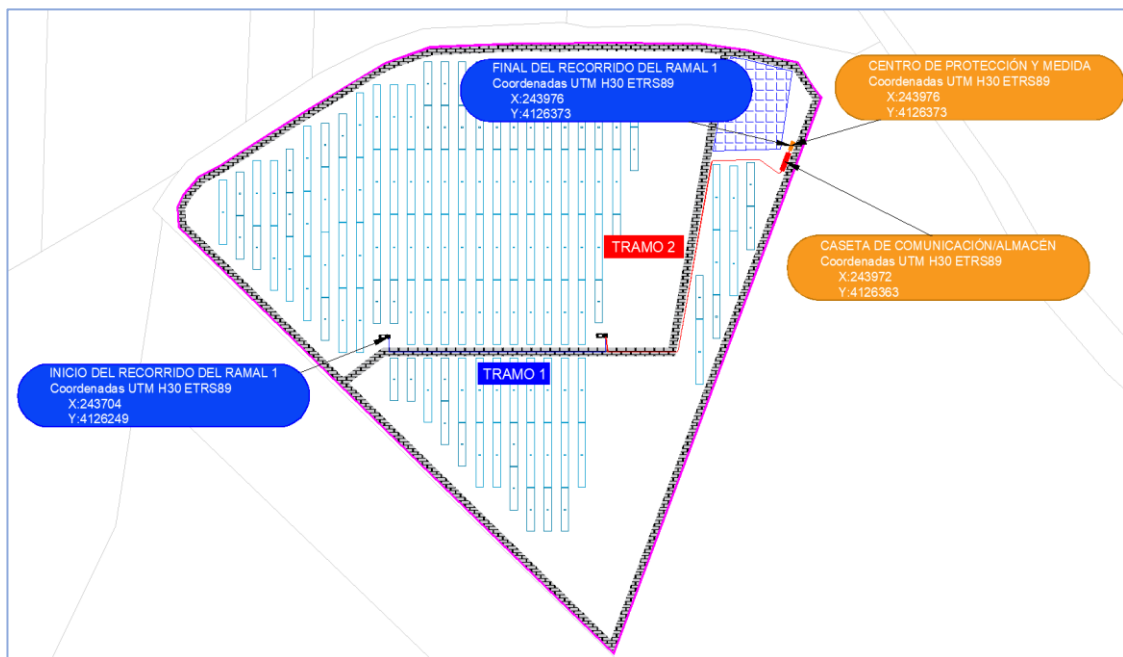 FINAL DEL RECORRIDO DEL RAMAL 1
Coordenadas UTM H30 ETRS89
X:243976
Y:4126373
CENTRO DE PROTECCIÓN Y MEDIDA
Coordenadas UTM H30 ETRS89
X:243976
Y:4126373
TRAMO 2
CASETA DE COMUNICACIÓN/ALMACÉN
Coordenadas UTM H30 ETRS89
X:243972
Y:4126363
INICIO DEL RECORRIDO DEL RAMAL 1
Coordenadas UTM H30 ETRS89
X:243704
Y:4126249
TRAMO 1